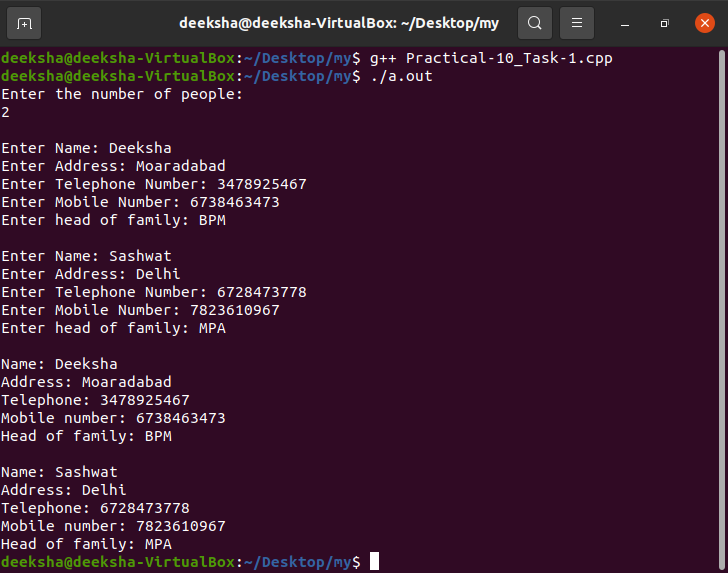 deeksha@deeksha-VirtualBox: ~/Desktop/my
deeksha@deeksha-VirtualBox:~/Desktop/my$ g++ Practical-10_Task-1.cpp
deeksha@deeksha-VirtualBox:~/Desktop/my$ ./a.out
Enter the number of people:
2
Enter Name: Deeksha
Enter Address: Moaradabad
Enter Telephone Number: 3478925467
Enter Mobile Number: 6738463473
Enter head of family: BPM
Enter Name: Sashwat
Enter Address: Delhi
Enter Telephone Number: 6728473778
Enter Mobile Number: 7823610967
Enter head of family: MPA
Name: Deeksha
Address: Moaradabad
Telephone: 3478925467
Mobile number: 6738463473
Head of family: BPM
Name: Sashwat
Address: Delhi
Telephone: 6728473778
Mobile number: 7823610967
Head of family: MPA
deeksha@deeksha-VirtualBox:~/Desktop/my$